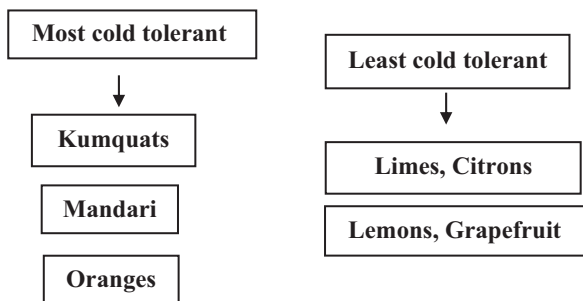 Most cold tolerant
Kumquats
Mandari
Oranges
Least cold tolerant
Limes, Citrons
Lemons, Grapefruit